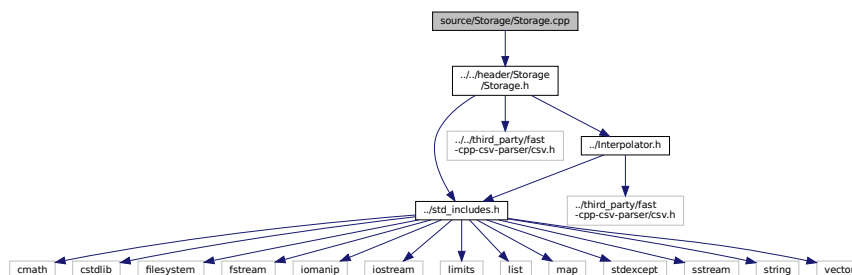 source/Storage/Storage.cpp
../../header/Storage
/Storage.h
../../third_party/fast
-cpp-csv-parser/csv.h
../Interpolator.h
../third_party/fast
-cpp-csv-parser/csv.h
../std_includes.h
cmath
cstdlib
filesystem
fstream
iomanip
iostream
limits
list
map
stdexcept
sstream
string
vecto